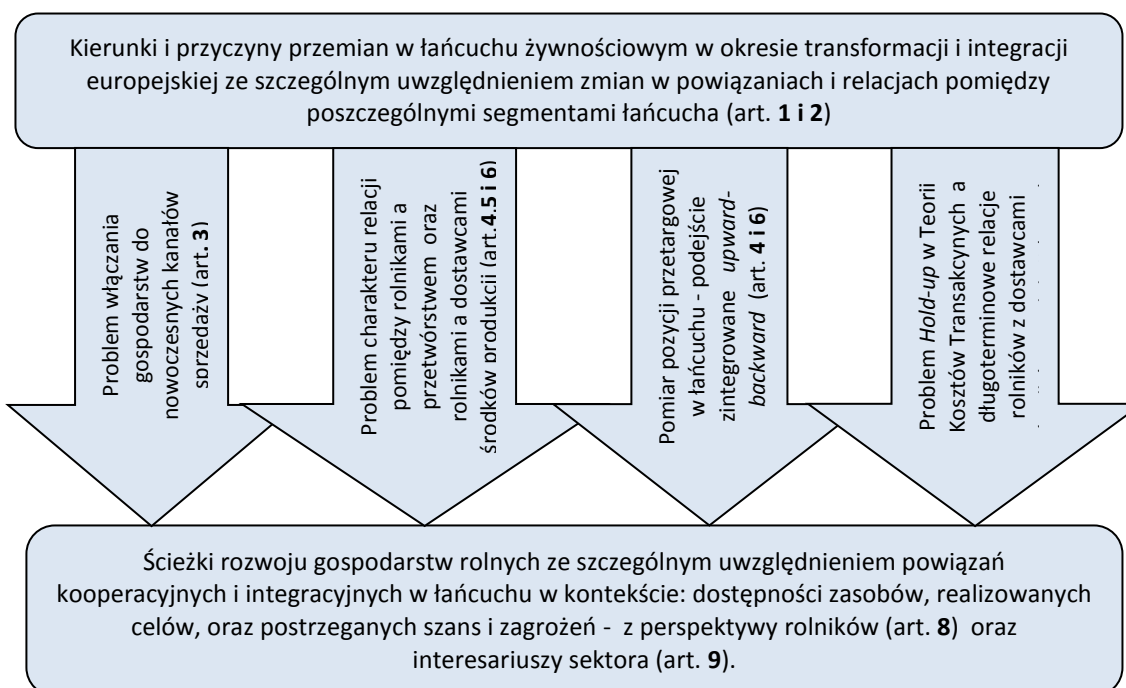 Kierunki i przyczyny przemian w łańcuchu żywnościowym w okresie transformacji i integracji
europejskiej ze szczególnym uwzględnieniem zmian w powiązaniach i relacjach pomiędzy
poszczególnymi segmentami łańcucha (art. 1 i 2)
Problem włączania
gospodarstw do
nowoczesnych kanałów
sprzedaży (art. 3)
Problem charakteru relacji
pomiędzy rolnikami a
przetwórstwem oraz
rolnikami a dostawcami
środków produkcji (art.4.5 i 6)
Pomiar pozycji przetargowej
w łańcuchu - podejście
zintegrowane upward-
backward (art. 4 i 6)
Problem Hold-up w Teorii
Kosztów Transakcynych a
długoterminowe relacje
rolników z dostawcami
Ścieżki rozwoju gospodarstw rolnych ze szczególnym uwzględnieniem powiązań
kooperacyjnych i integracyjnych w łańcuchu w kontekście: dostępności zasobów, realizowanych
celów, oraz postrzeganych szans i zagrożeń - z perspektywy rolników (art. 8) oraz
interesariuszy sektora (art. 9).